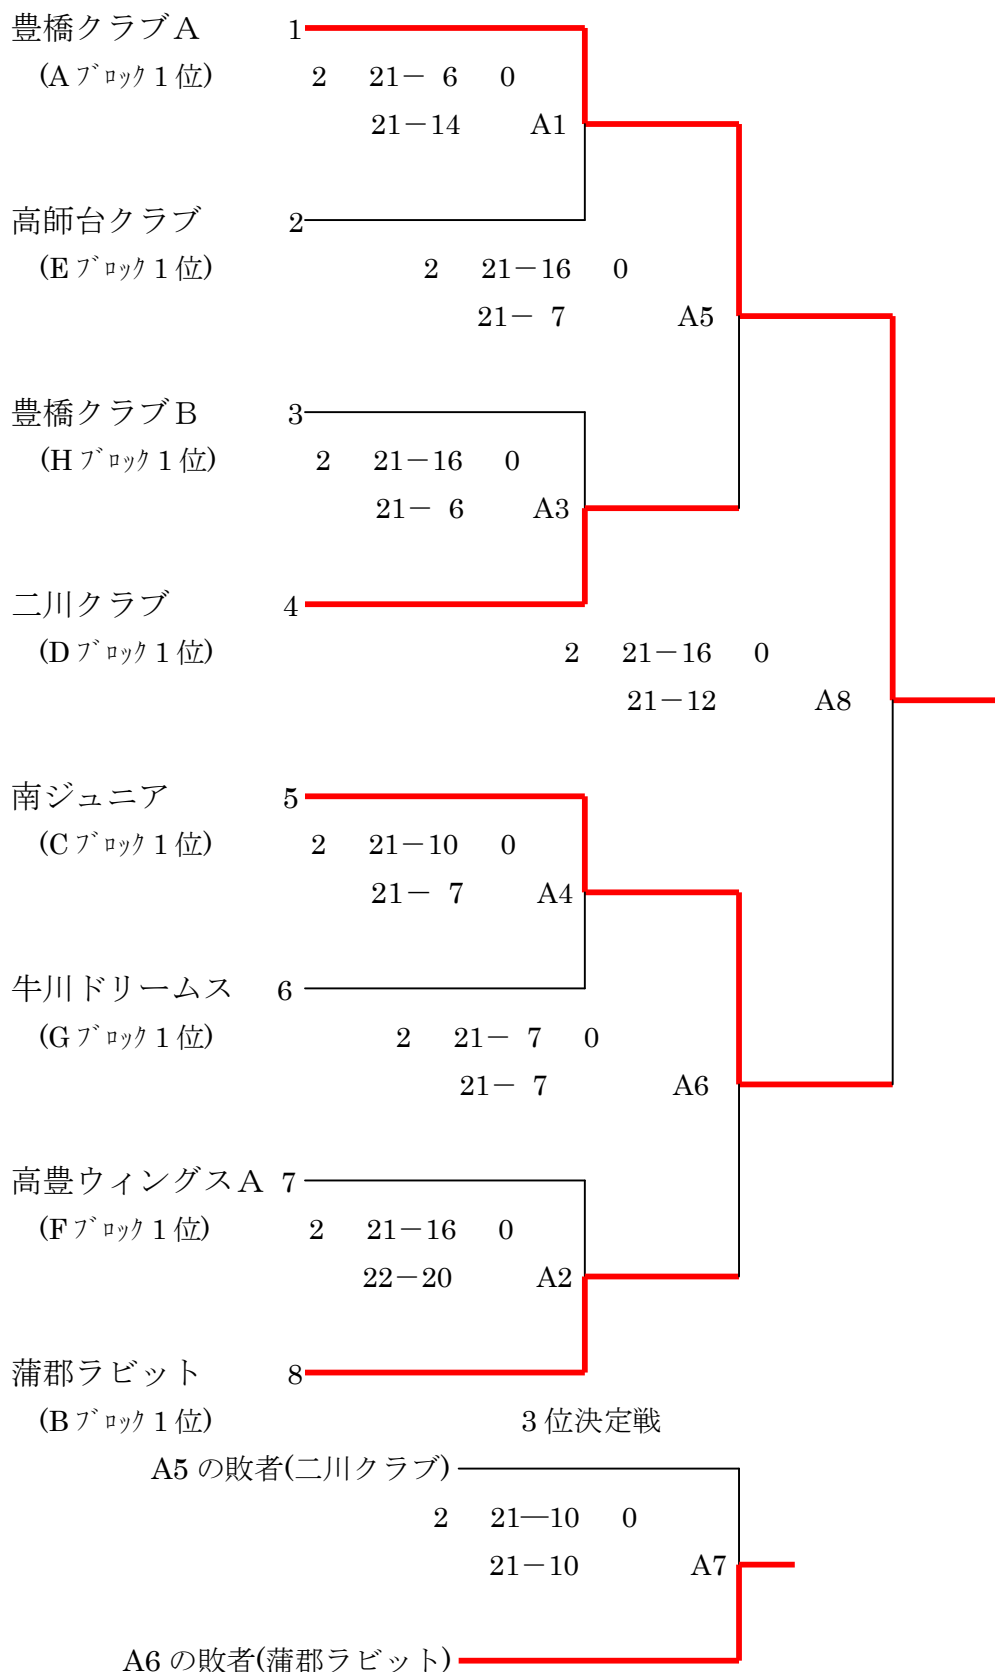 豊橋クラブA 1
(Aブロック1位) 2 21－ 6 0
21－14 A1
高師台クラブ 2
(Eブロック1位) 2 21－16 0
21－ 7 A5
豊橋クラブB 3
(Hブロック1位) 2 21－16 0
21－ 6 A3
二川クラブ 4
(Dブロック1位) 2 21－16 0
21－12 A8
南ジュニア 5
(Cブロック1位) 2 21－10 0
21－ 7 A4
牛川ドリームス 6
(Gブロック1位) 2 21－ 7 0
21－ 7 A6
高豊ウィングスA 7
(Fブロック1位) 2 21－16 0
22－20 A2
蒲郡ラビット 8
(Bブロック1位) 3位決定戦
A5の敗者(二川クラブ)
2 21―10 0
21－10 A7
A6の敗者(蒲郡ラビット)